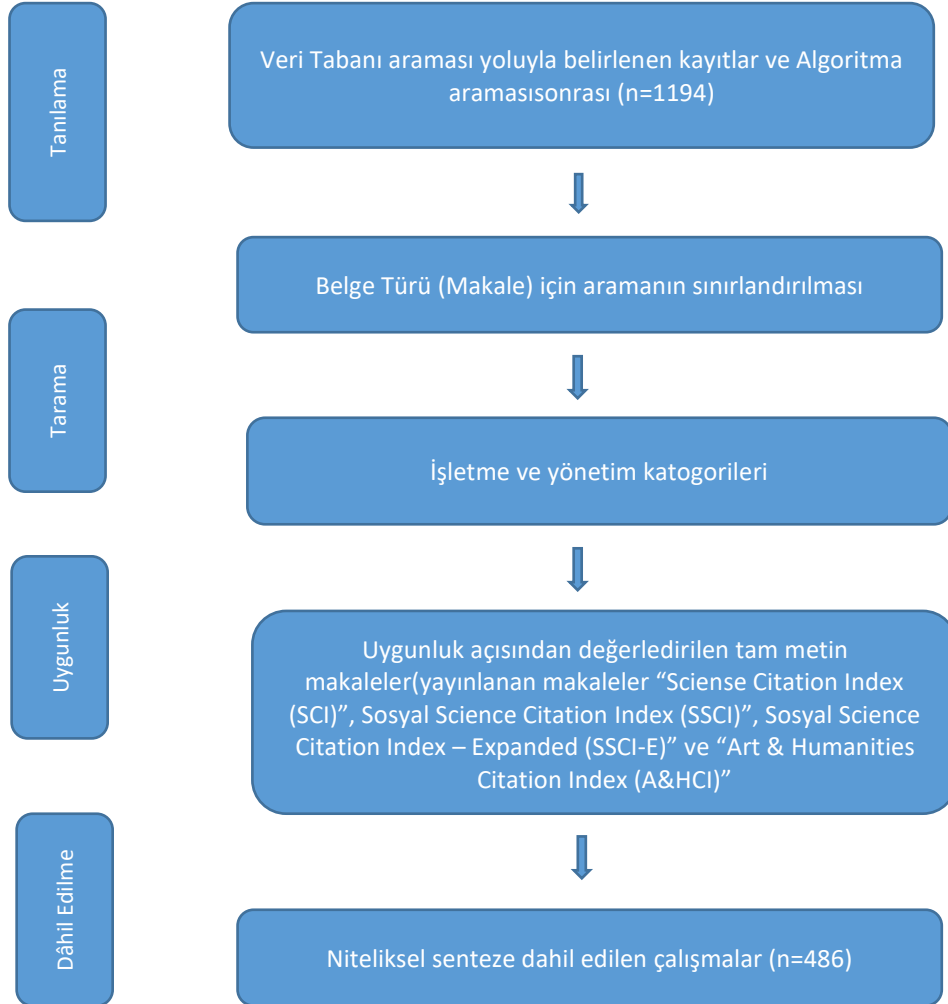 Tanılama
Veri Tabanı araması yoluyla belirlenen kayıtlar ve Algoritma
aramasısonrası (n=1194)
Belge Türü (Makale) için aramanın sınırlandırılması
Tarama
İşletme ve yönetim katogorileri
Uygunluk
Uygunluk açısından değerledirilen tam metin
makaleler(yayınlanan makaleler “Sciense Citation Index
(SCI)”, Sosyal Science Citation Index (SSCI)”, Sosyal Science
Citation Index – Expanded (SSCI-E)” ve “Art & Humanities
Citation Index (A&HCI)”
Dâhil Edilme
Niteliksel senteze dahil edilen çalışmalar (n=486)